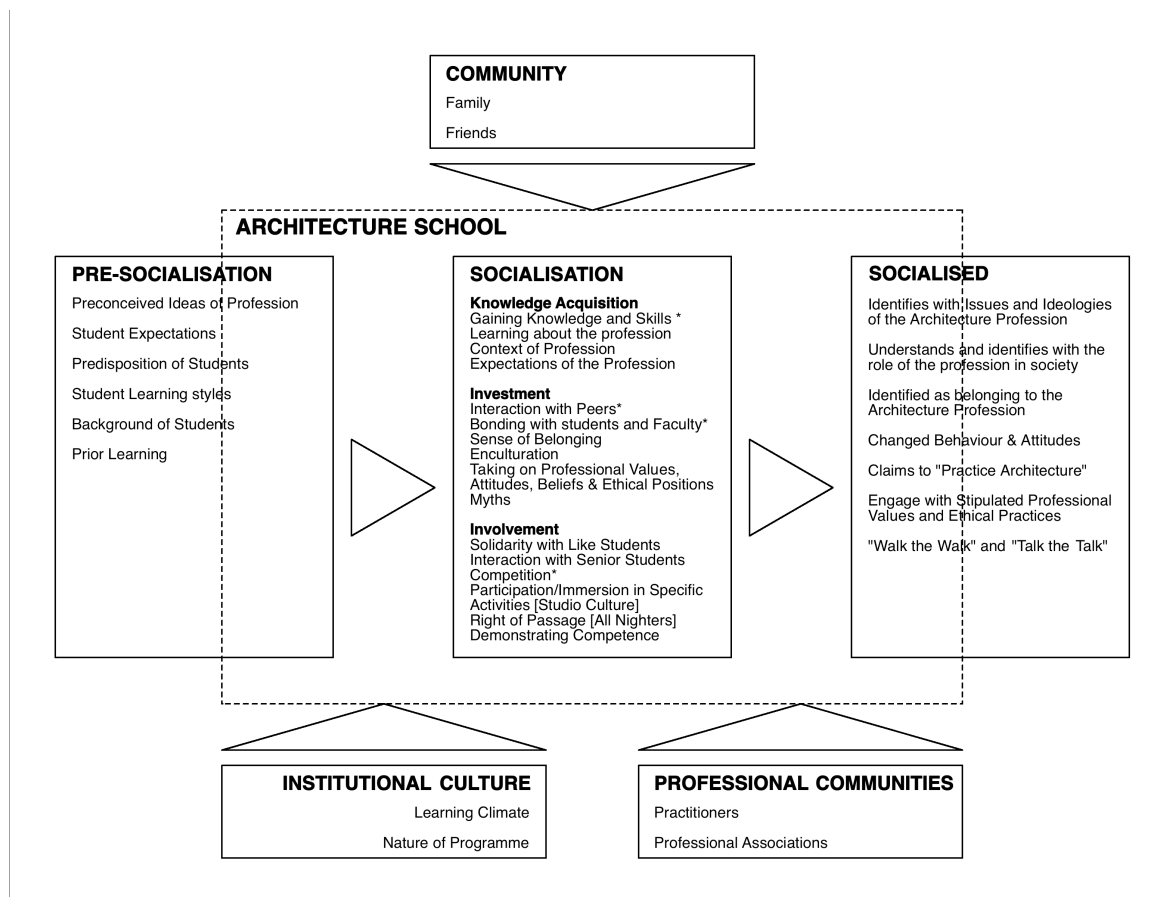 COMMUNITY
Family
Friends
ARCHITECTURE SCHOOL
PRE-SOCIALISATION
Preconceived Ideas of Profession
Student Expectations
Predisposition of Students
Student Learning styles
Background of Students
Prior Learning
SOCIALISATION
Knowledge Acquisition
Gaining Knowledge and Skills *
Learning about the profession
Context of Profession
Expectations of the Profession
Investment
Interaction with Peers*
Bonding with students and Faculty*
Sense of Belonging
Enculturation
Taking on Professional Values,
Attitudes, Beliefs & Ethical Positions
Myths
Involvement
Solidarity with Like Students
Interaction with Senior Students
Competition*
Participation/Immersion in Specific
Activities [Studio Culture]
Right of Passage [All Nighters]
Demonstrating Competence
SOCIALISED
Identifies with Issues and Ideologies
of the Architecture Profession
Understands and identifies with the
role of the profession in society
Identified as belonging to the
Architecture Profession
Changed Behaviour & Attitudes
Claims to "Practice Architecture"
Engage with Stipulated Professional
Values and Ethical Practices
"Walk the Walk" and "Talk the Talk"
INSTITUTIONAL CULTURE
Learning Climate
Nature of Programme
PROFESSIONAL COMMUNITIES
Practitioners
Professional Associations